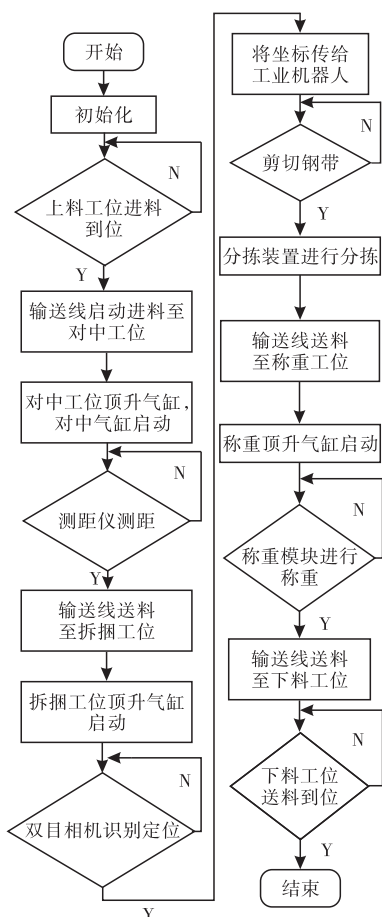 开始
初始化
N
上料工位进料
到位
Y
输送线启动进料至
对中工位
对中工位顶升气缸，
对中气缸启动
N
测距仪测距
Y
输送线送料
至拆捆工位
拆捆工位顶升气缸
启动
N
双目相机识别定位
Y
将坐标传给
工业机器人
N
剪切钢带
Y
分拣装置进行分拣
输送线送料
至称重工位
称重顶升气缸启动
N
称重模块进行
称重
Y
输送线送料
至下料工位
N
下料工位
送料到位
Y
结束